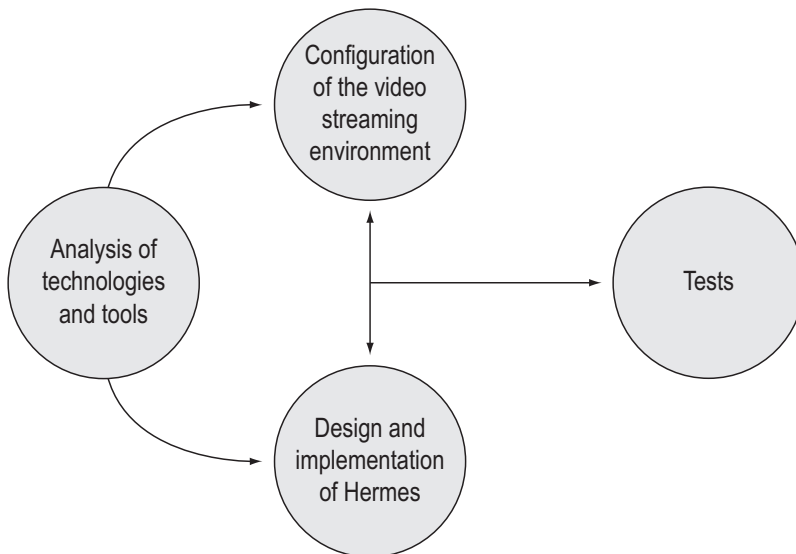 Analysis of
technologies
and tools
Configuration
of the video
streaming
environment
Design and
implementation
of Hermes
Tests